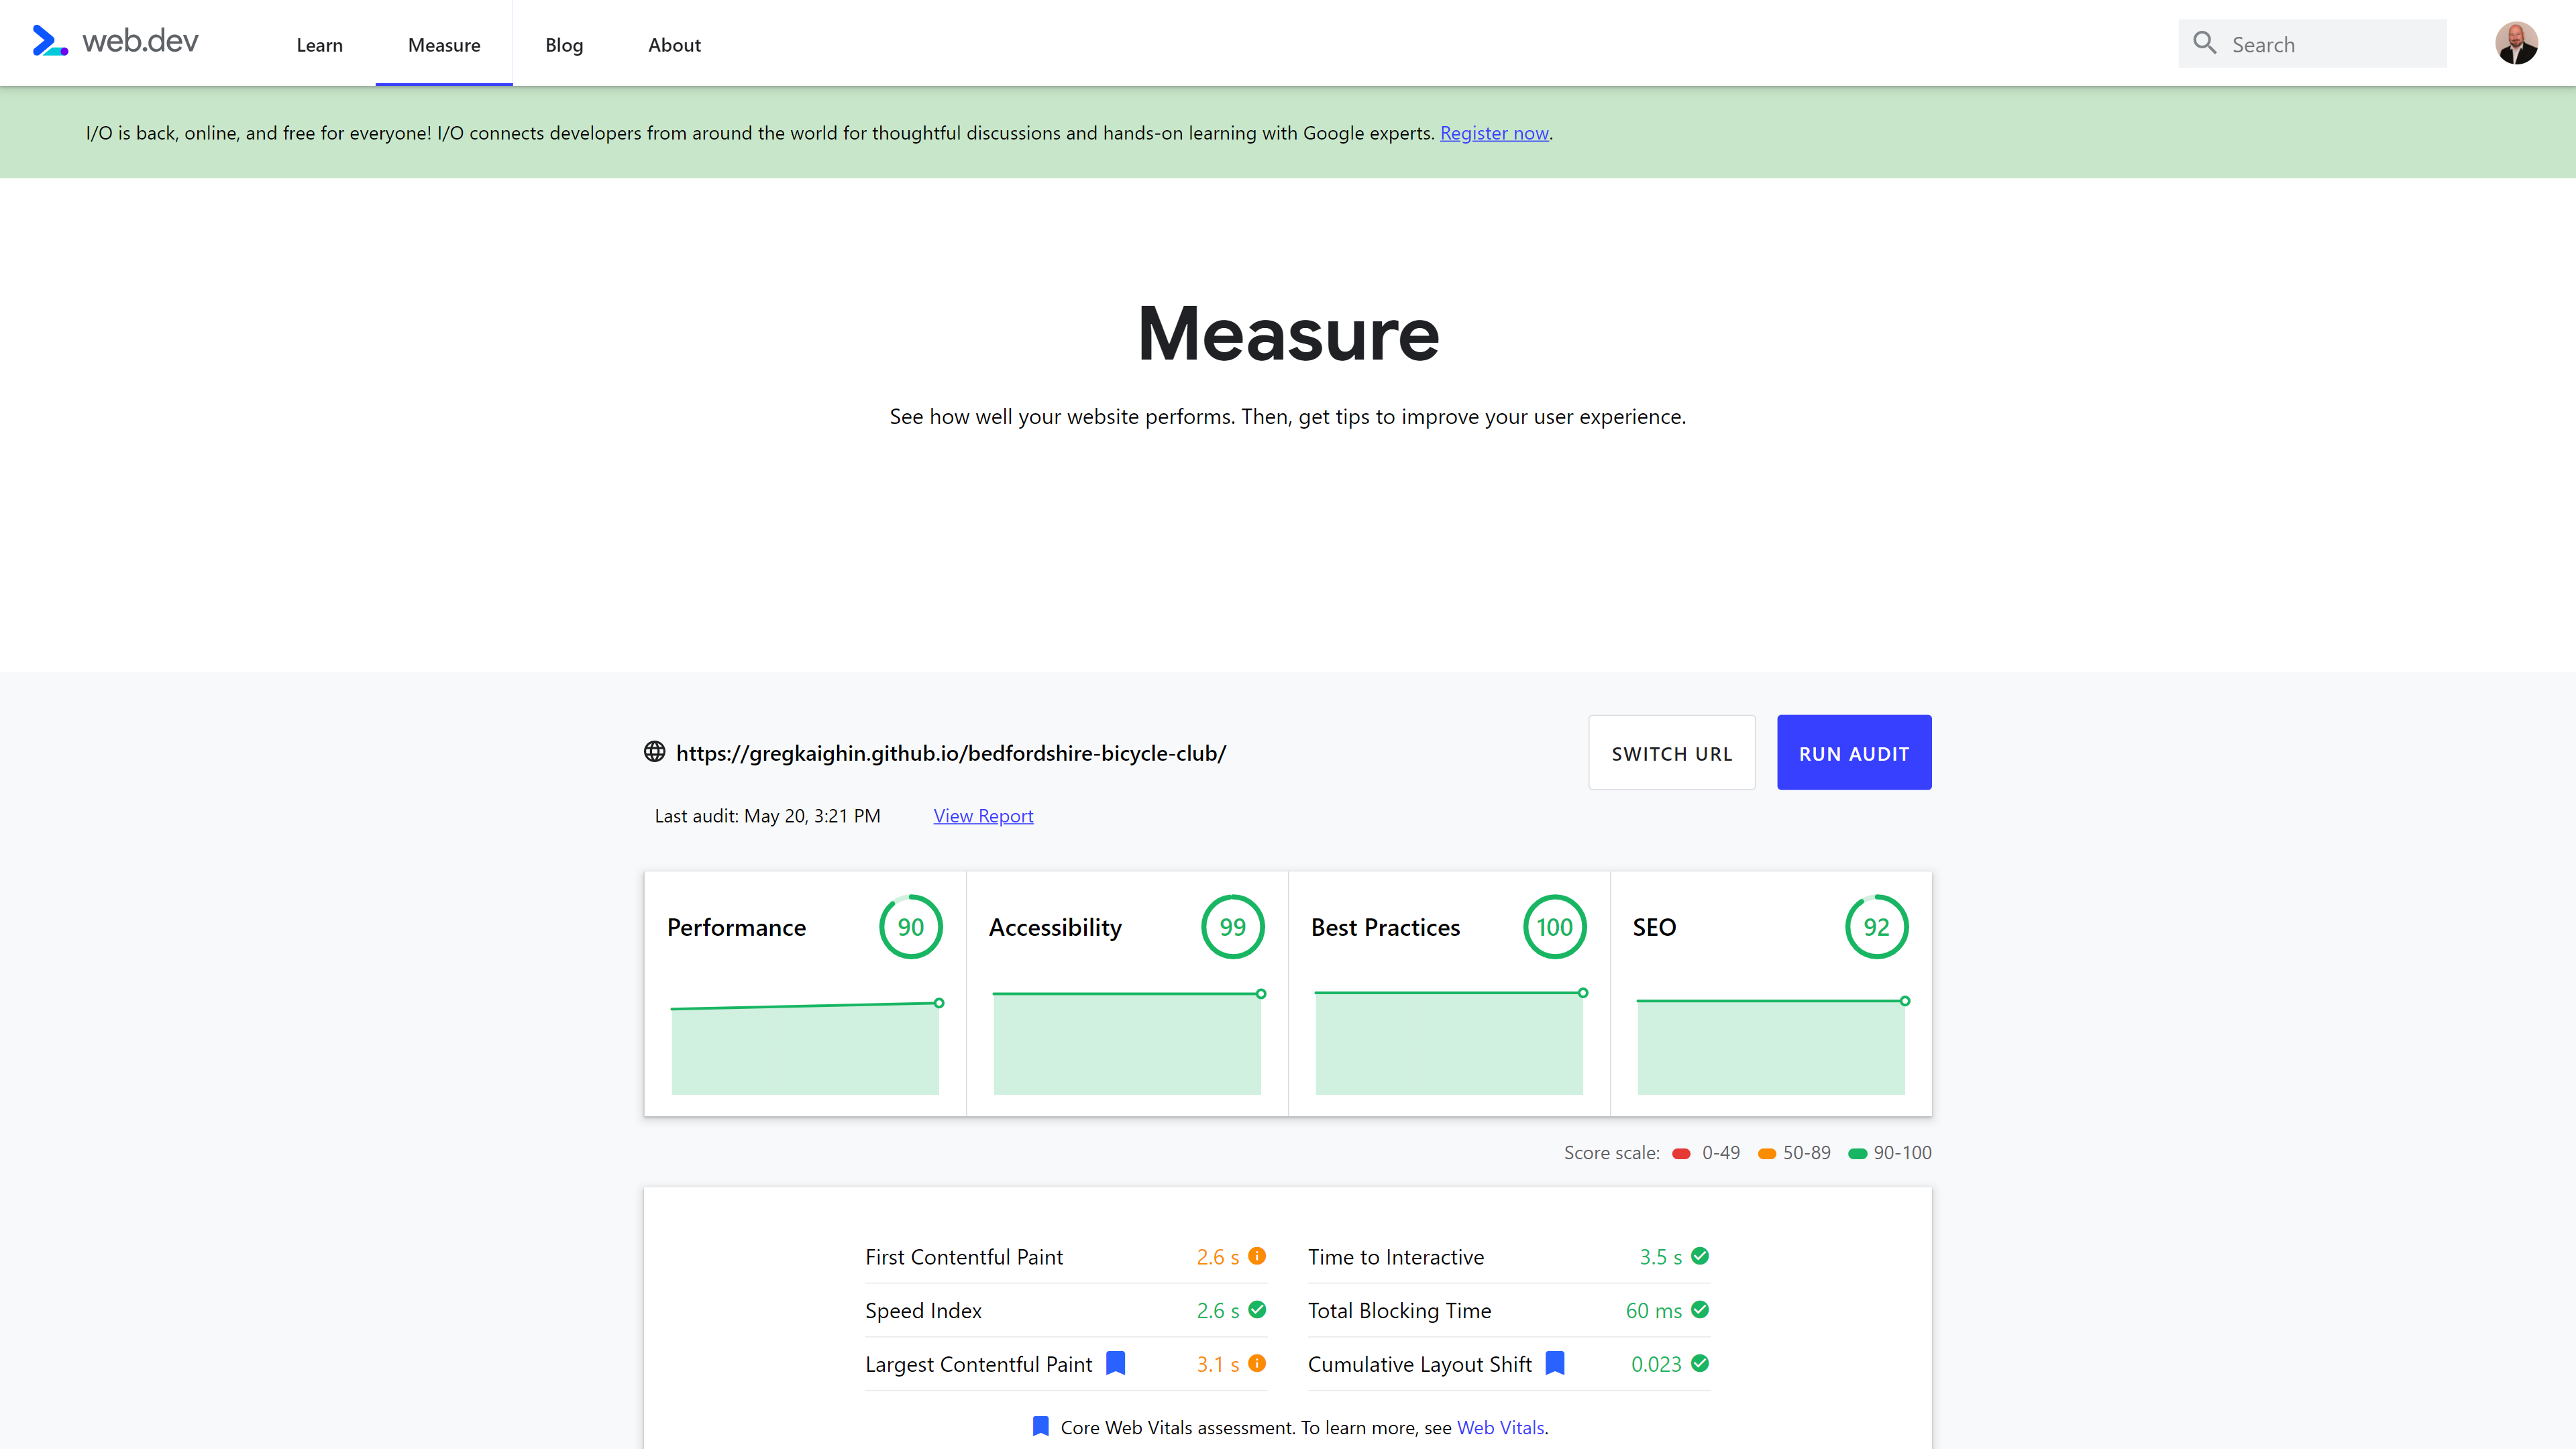 web.dev
Learn
Measure
Blog
About
Search
I/O is back, online, and free for everyone! I/O connects developers from around the world for thoughtful discussions and hands-on learning with Google experts. Register now.
Measure
See how well your website performs. Then, get tips to improve your user experience.
https://gregkaighin.github.io/bedfordshire-bicycle-club/
SWITCH URL
RUN AUDIT
Last audit: May 20, 3:21 PM
View Report
Performance
90
Accessibility
99
Best Practices
100
SEO
92
Score scale: 0-49 50-89 90-100
First Contentful Paint 2.6 s
Time to Interactive 3.5 s
Speed Index 2.6 s
Total Blocking Time 60 ms
Largest Contentful Paint 3.1 s
Cumulative Layout Shift 0.023
Core Web Vitals assessment. To learn more, see Web Vitals.